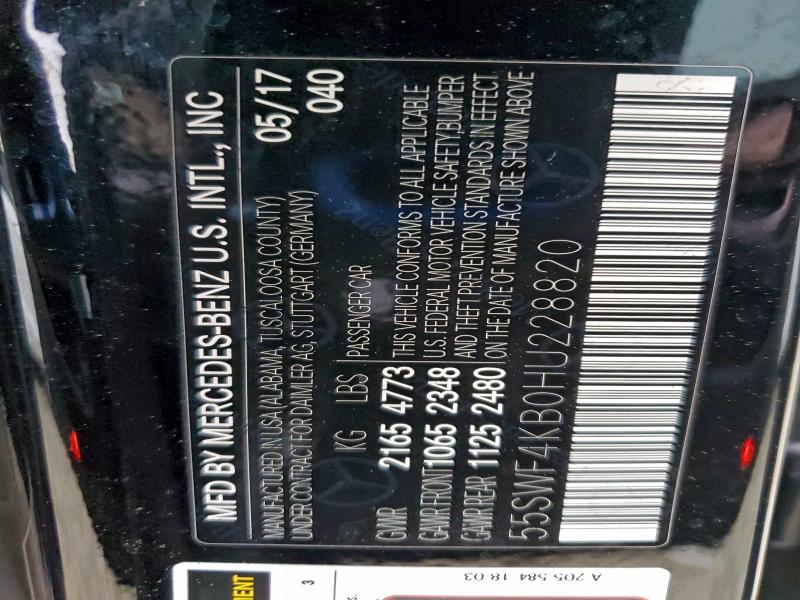 MFD BY MERCEDES-BENZ U.S. INTL., INC
MANUFACTURED IN USA (ALABAMA, TUSCALOOSA COUNTY) 05/17
UNDER CONTRACT FOR DAIMLER AG, STUTTGART (GERMANY) 040
KG LBS PASSENGER CAR
GWR 2165 4773 THIS VEHICLE CONFORMS TO ALL APPLICABLE
GAWR FRONT 1065 2348 U.S. FEDERAL MOTOR VEHICLE SAFETY BUMPER
GAWR REAR 1125 2480 AND THEFT PREVENTION STANDARDS IN EFFECT
ON THE DATE OF MANUFACTURE SHOWN ABOVE
55SWF4KB0HU228820
3
A 205 584 18 03